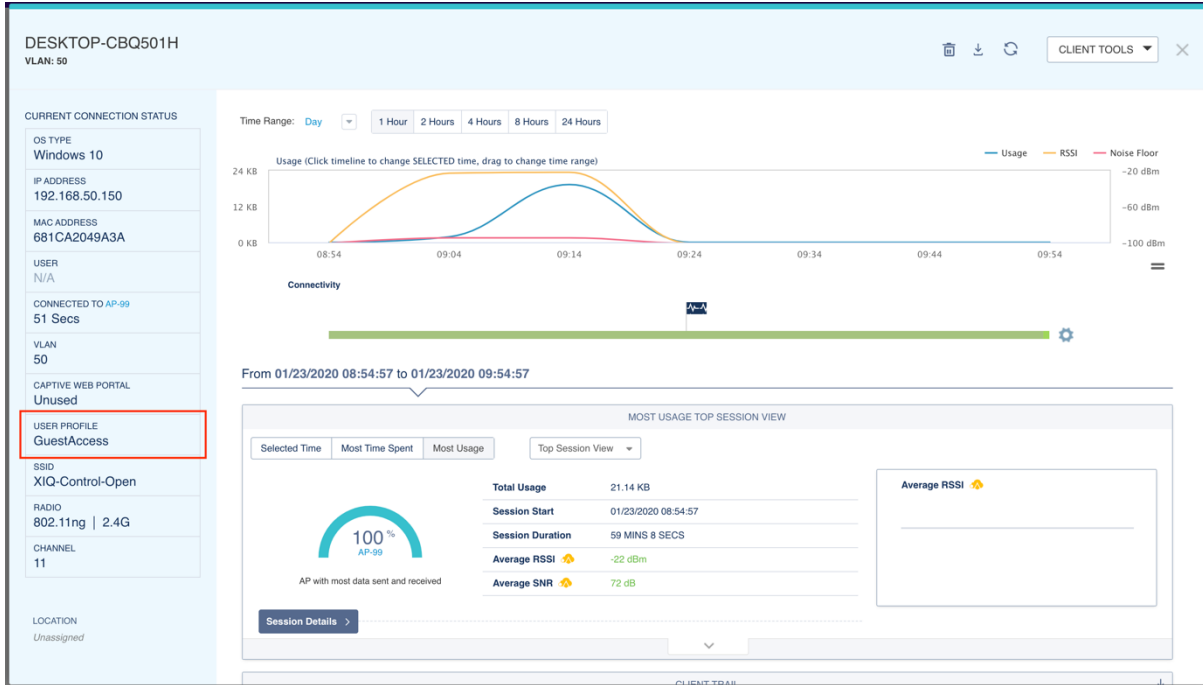 DESKTOP-CBQ501H
VLAN: 50
CLIENT TOOLS
CURRENT CONNECTION STATUS
OS TYPE
Windows 10
IP ADDRESS
192.168.50.150
MAC ADDRESS
681CA2049A3A
USER
N/A
CONNECTED TO AP-99
51 Secs
VLAN
50
CAPTIVE WEB PORTAL
Unused
USER PROFILE
GuestAccess
SSID
XIQ-Control-Open
RADIO
802.11ng | 2.4G
CHANNEL
11
LOCATION
Unassigned
Time Range: Day 1 Hour 2 Hours 4 Hours 8 Hours 24 Hours
Usage (Click timeline to change SELECTED time, drag to change time range)
Usage RSSI Noise Floor
24 KB -20 dBm
12 KB -60 dBm
0 KB -100 dBm
08:54 09:04 09:14 09:24 09:34 09:44 09:54
Connectivity
From 01/23/2020 08:54:57 to 01/23/2020 09:54:57
MOST USAGE TOP SESSION VIEW
Selected Time Most Time Spent Most Usage Top Session View
100 %
AP-99
AP with most data sent and received
Total Usage 21.14 KB
Session Start 01/23/2020 08:54:57
Session Duration 59 MINS 8 SECS
Average RSSI -22 dBm
Average SNR 72 dB
Average RSSI
Session Details >
CLIENT TRAIL